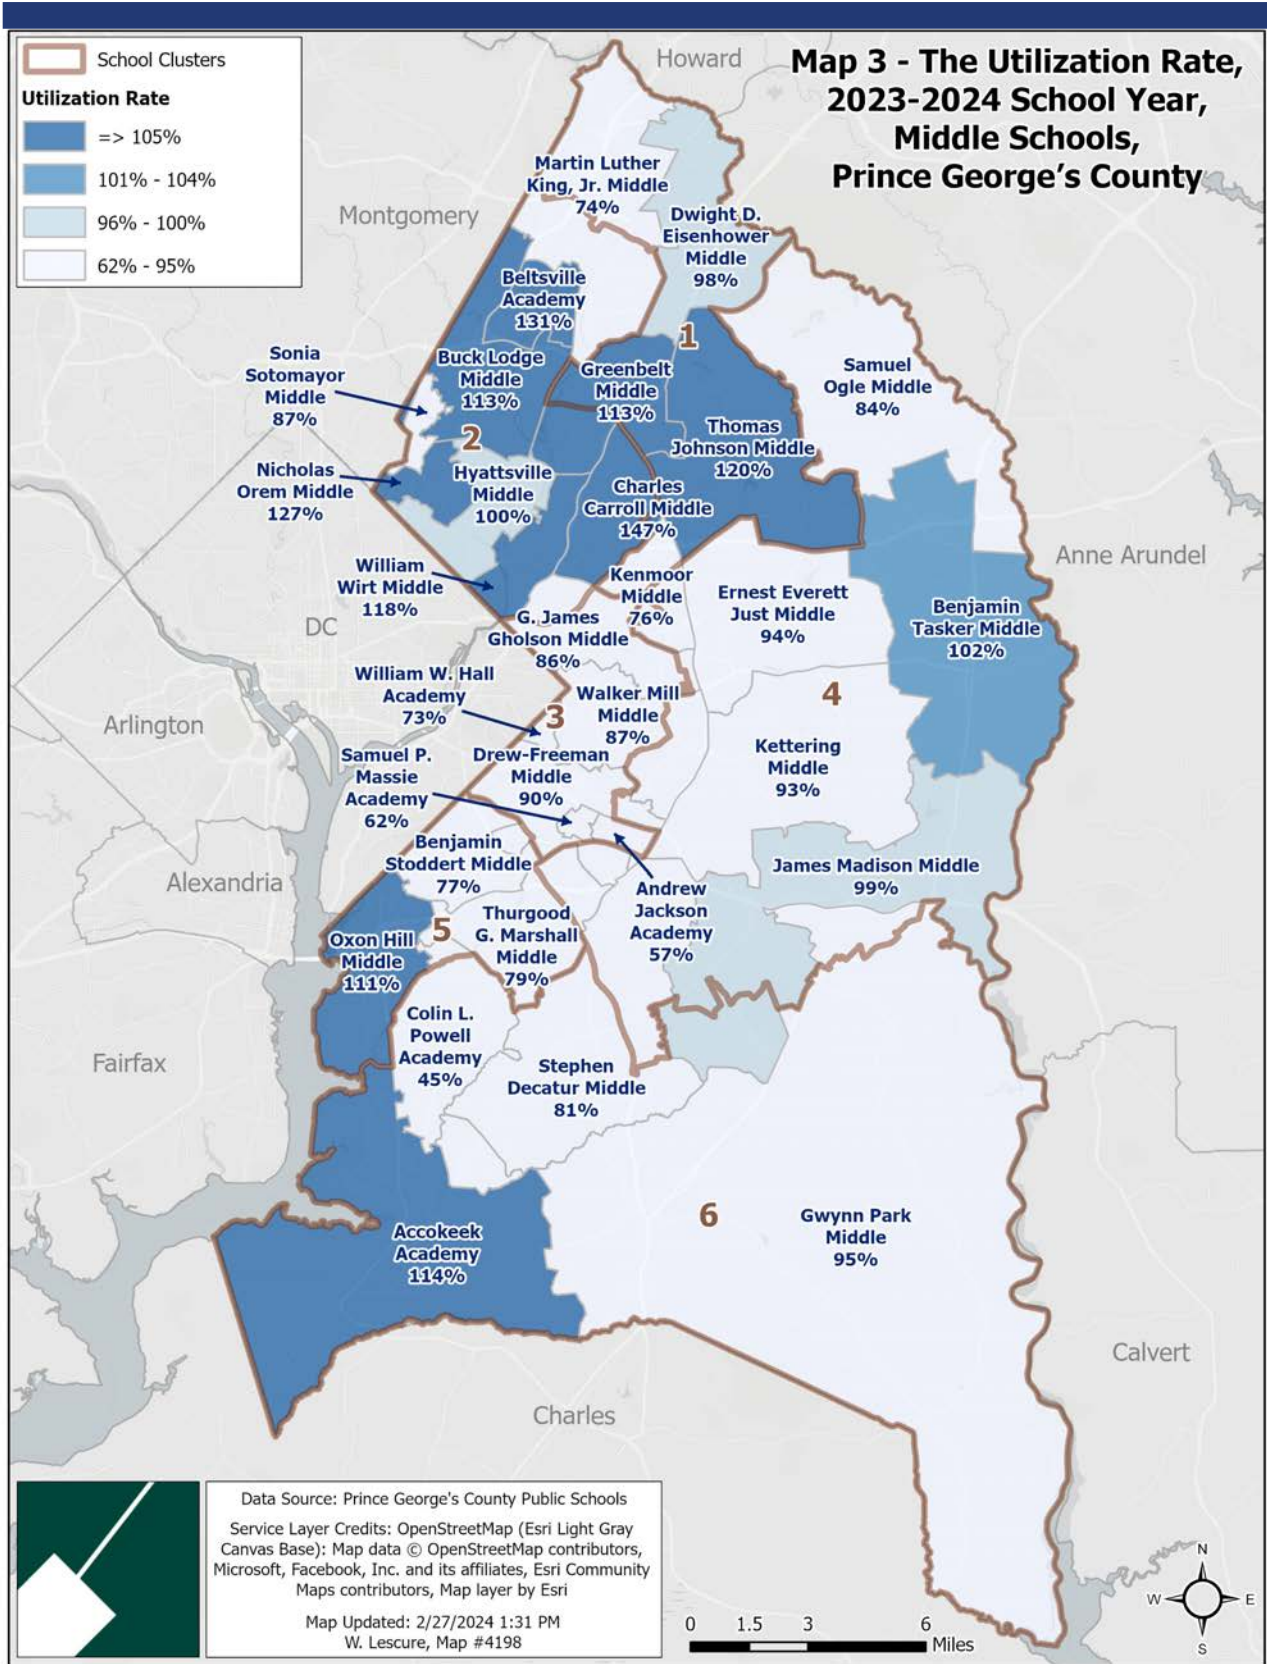 Map 3 - The Utilization Rate,
2023-2024 School Year,
Middle Schools,
Prince George's County
School Clusters
Utilization Rate
=> 105%
101% - 104%
96% - 100%
62% - 95%
Howard
Montgomery
Martin Luther
King, Jr. Middle
74%
Dwight D.
Eisenhower
Middle
98%
Beltsville
Academy
131%
1
Sonia
Sotomayor
Middle
87%
Buck Lodge
Middle
113%
Greenbelt
Middle
113%
Samuel
Ogle Middle
84%
Thomas
Johnson Middle
120%
2
Nicholas
Orem Middle
127%
Hyattsville
Middle
100%
Charles
Carroll Middle
147%
Anne Arundel
William
Wirt Middle
118%
Kenmoor
Middle
76%
Ernest Everett
Just Middle
94%
Benjamin
Tasker Middle
102%
DC
G. James
Gholson Middle
86%
William W. Hall
Academy
73%
3
Walker Mill
Middle
87%
4
Arlington
Samuel P.
Massie
Academy
62%
Drew-Freeman
Middle
90%
Kettering
Middle
93%
Benjamin
Stoddert Middle
77%
James Madison Middle
99%
Alexandria
Andrew
Jackson
Academy
57%
Thurgood
G. Marshall
Middle
79%
5
Oxon Hill
Middle
111%
Colin L.
Powell
Academy
45%
Fairfax
Stephen
Decatur Middle
81%
6
Gwynn Park
Middle
95%
Accokeek
Academy
114%
Calvert
Charles
Data Source: Prince George's County Public Schools
Service Layer Credits: OpenStreetMap (Esri Light Gray
Canvas Base): Map data © OpenStreetMap contributors,
Microsoft, Facebook, Inc. and its affiliates, Esri Community
Maps contributors, Map layer by Esri
Map Updated: 2/27/2024 1:31 PM
W. Lescure, Map #4198
0 1.5 3 6
Miles
N
W E
S